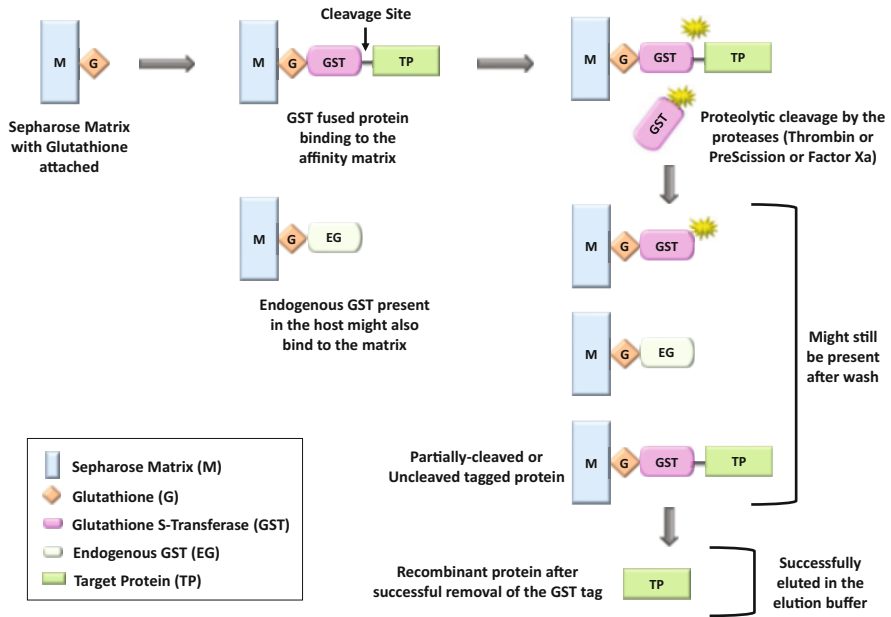 Cleavage Site
M
G
M
G
GST
TP
M
G
GST
TP
GST
Sepharose Matrix
with Glutathione
attached
GST fused protein
binding to the
affinity matrix
Proteolytic cleavage by the
proteases (Thrombin or
PreScission or Factor Xa)
M
G
EG
Endogenous GST present
in the host might also
bind to the matrix
M
G
GST
M
G
EG
Might still
be present
after wash
Partially-cleaved or
Uncleaved tagged protein
M
G
GST
TP
Sepharose Matrix (M)
Glutathione (G)
Glutathione S-Transferase (GST)
Endogenous GST (EG)
Target Protein (TP)
Recombinant protein after
successful removal of the GST tag
TP
Successfully
eluted in the
elution buffer